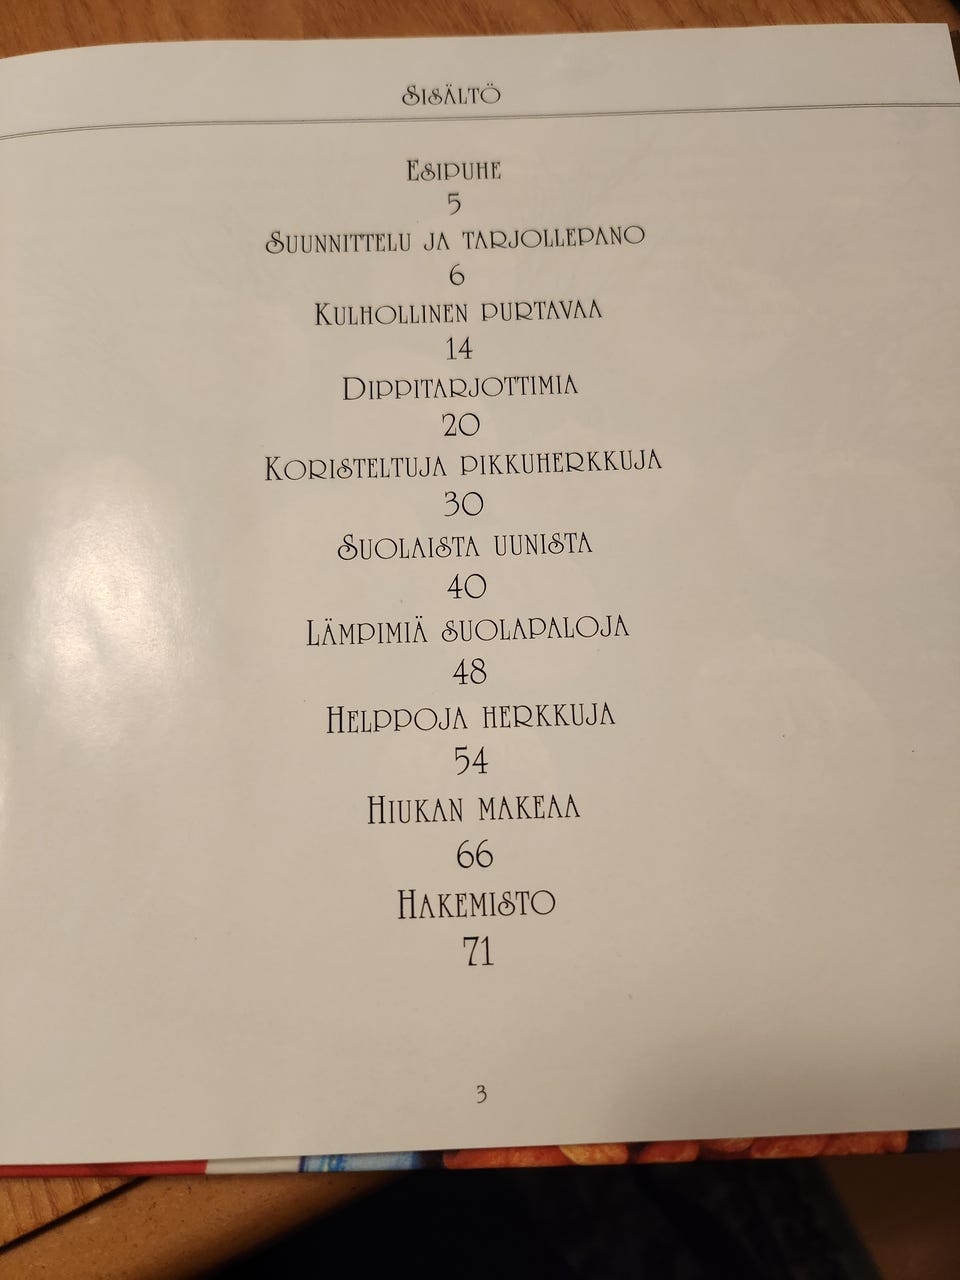 Sisältö
Esipuhe
5
Suunnittelu ja tarjollepano
6
Kulhollinen purtavaa
14
Dippitarjottimia
20
Koristeltuja pikkuherkkuja
30
Suolaista uunista
40
Lämpimiä suolapaloja
48
Helppoja herkkuja
54
Hiukan makeaa
66
Hakemisto
71
3